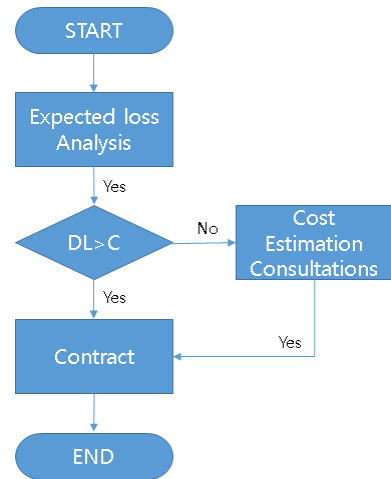 START
Expected loss
Analysis
Yes
DL>C
No
Cost
Estimation
Consultations
Yes
Yes
Contract
END